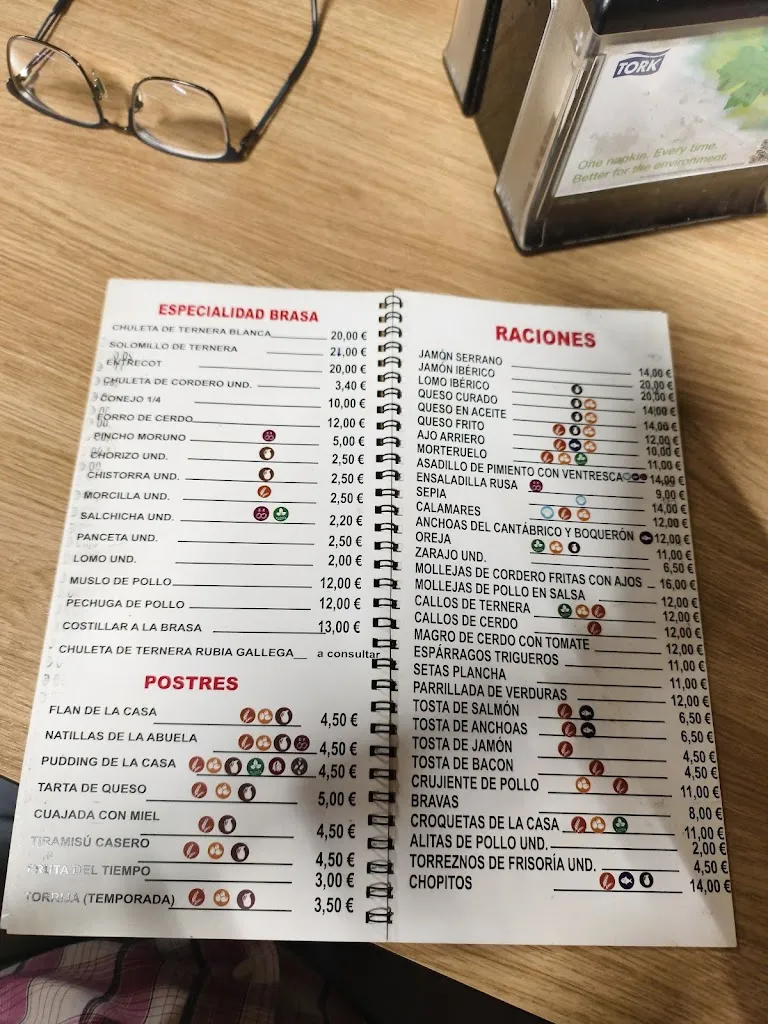 TORK
One napkin. Every time.
Better for the environment.
ESPECIALIDAD BRASA
CHULETA DE TERNERA BLANCA 20,00 €
SOLOMILLO DE TERNERA 21,00 €
ENTRECOT 20,00 €
CHULETA DE CORDERO UND. 3,40 €
CONEJO 1/4 10,00 €
FORRO DE CERDO 12,00 €
PINCHO MORUNO 5,00 €
CHORIZO UND. 2,50 €
CHISTORRA UND. 2,50 €
MORCILLA UND. 2,50 €
SALCHICHA UND. 2,20 €
PANCETA UND. 2,50 €
LOMO UND. 2,00 €
MUSLO DE POLLO 12,00 €
PECHUGA DE POLLO 12,00 €
COSTILLAR A LA BRASA 13,00 €
CHULETA DE TERNERA RUBIA GALLEGA a consultar
POSTRES
FLAN DE LA CASA 4,50 €
NATILLAS DE LA ABUELA 4,50 €
PUDDING DE LA CASA 4,50 €
TARTA DE QUESO 5,00 €
CUAJADA CON MIEL 4,50 €
TIRAMISÚ CASERO 4,50 €
FRUTA DEL TIEMPO 3,00 €
TORRIJA (TEMPORADA) 3,50 €
RACIONES
JAMÓN SERRANO 14,00 €
JAMÓN IBÉRICO 20,00 €
LOMO IBÉRICO 20,00 €
QUESO CURADO 14,00 €
QUESO EN ACEITE 14,00 €
QUESO FRITO 12,00 €
AJO ARRIERO 10,00 €
MORTERUELO 11,00 €
ASADILLO DE PIMIENTO CON VENTRESCA 14,00 €
ENSALADILLA RUSA 9,00 €
SEPIA 14,00 €
CALAMARES 12,00 €
ANCHOAS DEL CANTÁBRICO Y BOQUERÓN 12,00 €
OREJA 11,00 €
ZARAJO UND. 6,50 €
MOLLEJAS DE CORDERO FRITAS CON AJOS 16,00 €
MOLLEJAS DE POLLO EN SALSA 12,00 €
CALLOS DE TERNERA 12,00 €
CALLOS DE CERDO 12,00 €
MAGRO DE CERDO CON TOMATE 12,00 €
ESPÁRRAGOS TRIGUEROS 11,00 €
SETAS PLANCHA 11,00 €
PARRILLADA DE VERDURAS 12,00 €
TOSTA DE SALMÓN 6,50 €
TOSTA DE ANCHOAS 6,50 €
TOSTA DE JAMÓN 4,50 €
TOSTA DE BACON 4,50 €
CRUJIENTE DE POLLO 11,00 €
BRAVAS 8,00 €
CROQUETAS DE LA CASA 11,00 €
ALITAS DE POLLO UND. 2,00 €
TORREZNOS DE FRISORÍA UND. 4,50 €
CHOPITOS 14,00 €